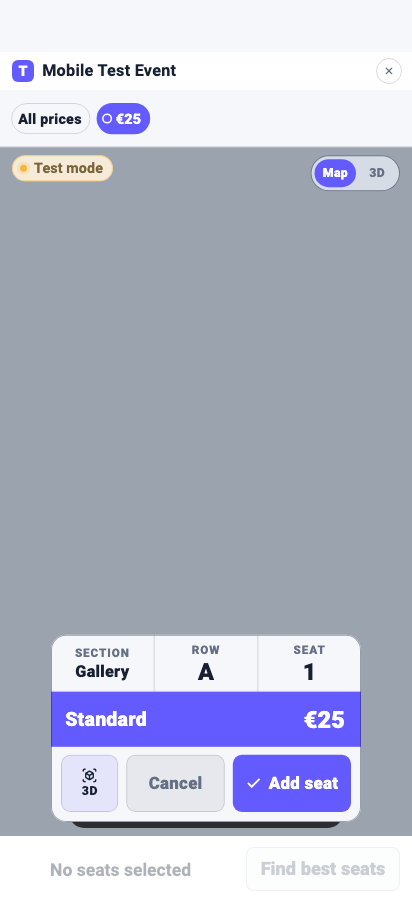 T Mobile Test Event
All prices €25
Test mode
Map 3D
SECTION ROW SEAT
Gallery A 1
Standard €25
3D Cancel Add seat
No seats selected Find best seats